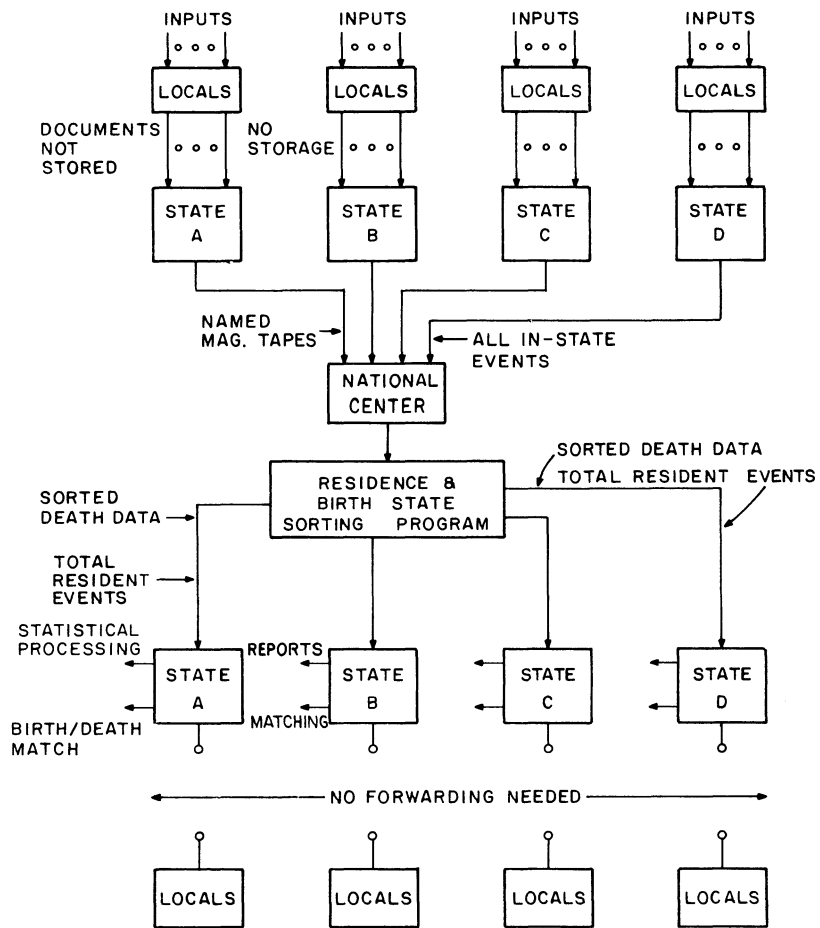 INPUTS INPUTS INPUTS INPUTS
LOCALS LOCALS LOCALS LOCALS
DOCUMENTS
NOT
STORED
NO
STORAGE
STATE
A
STATE
B
STATE
C
STATE
D
NAMED
MAG. TAPES
ALL IN-STATE
EVENTS
NATIONAL
CENTER
SORTED DEATH DATA
TOTAL RESIDENT EVENTS
RESIDENCE &
BIRTH STATE
SORTING PROGRAM
SORTED
DEATH DATA
TOTAL
RESIDENT
EVENTS
STATISTICAL
PROCESSING
BIRTH/DEATH
MATCH
STATE
A
REPORTS
MATCHING
STATE
B
STATE
C
STATE
D
NO FORWARDING NEEDED
LOCALS LOCALS LOCALS LOCALS